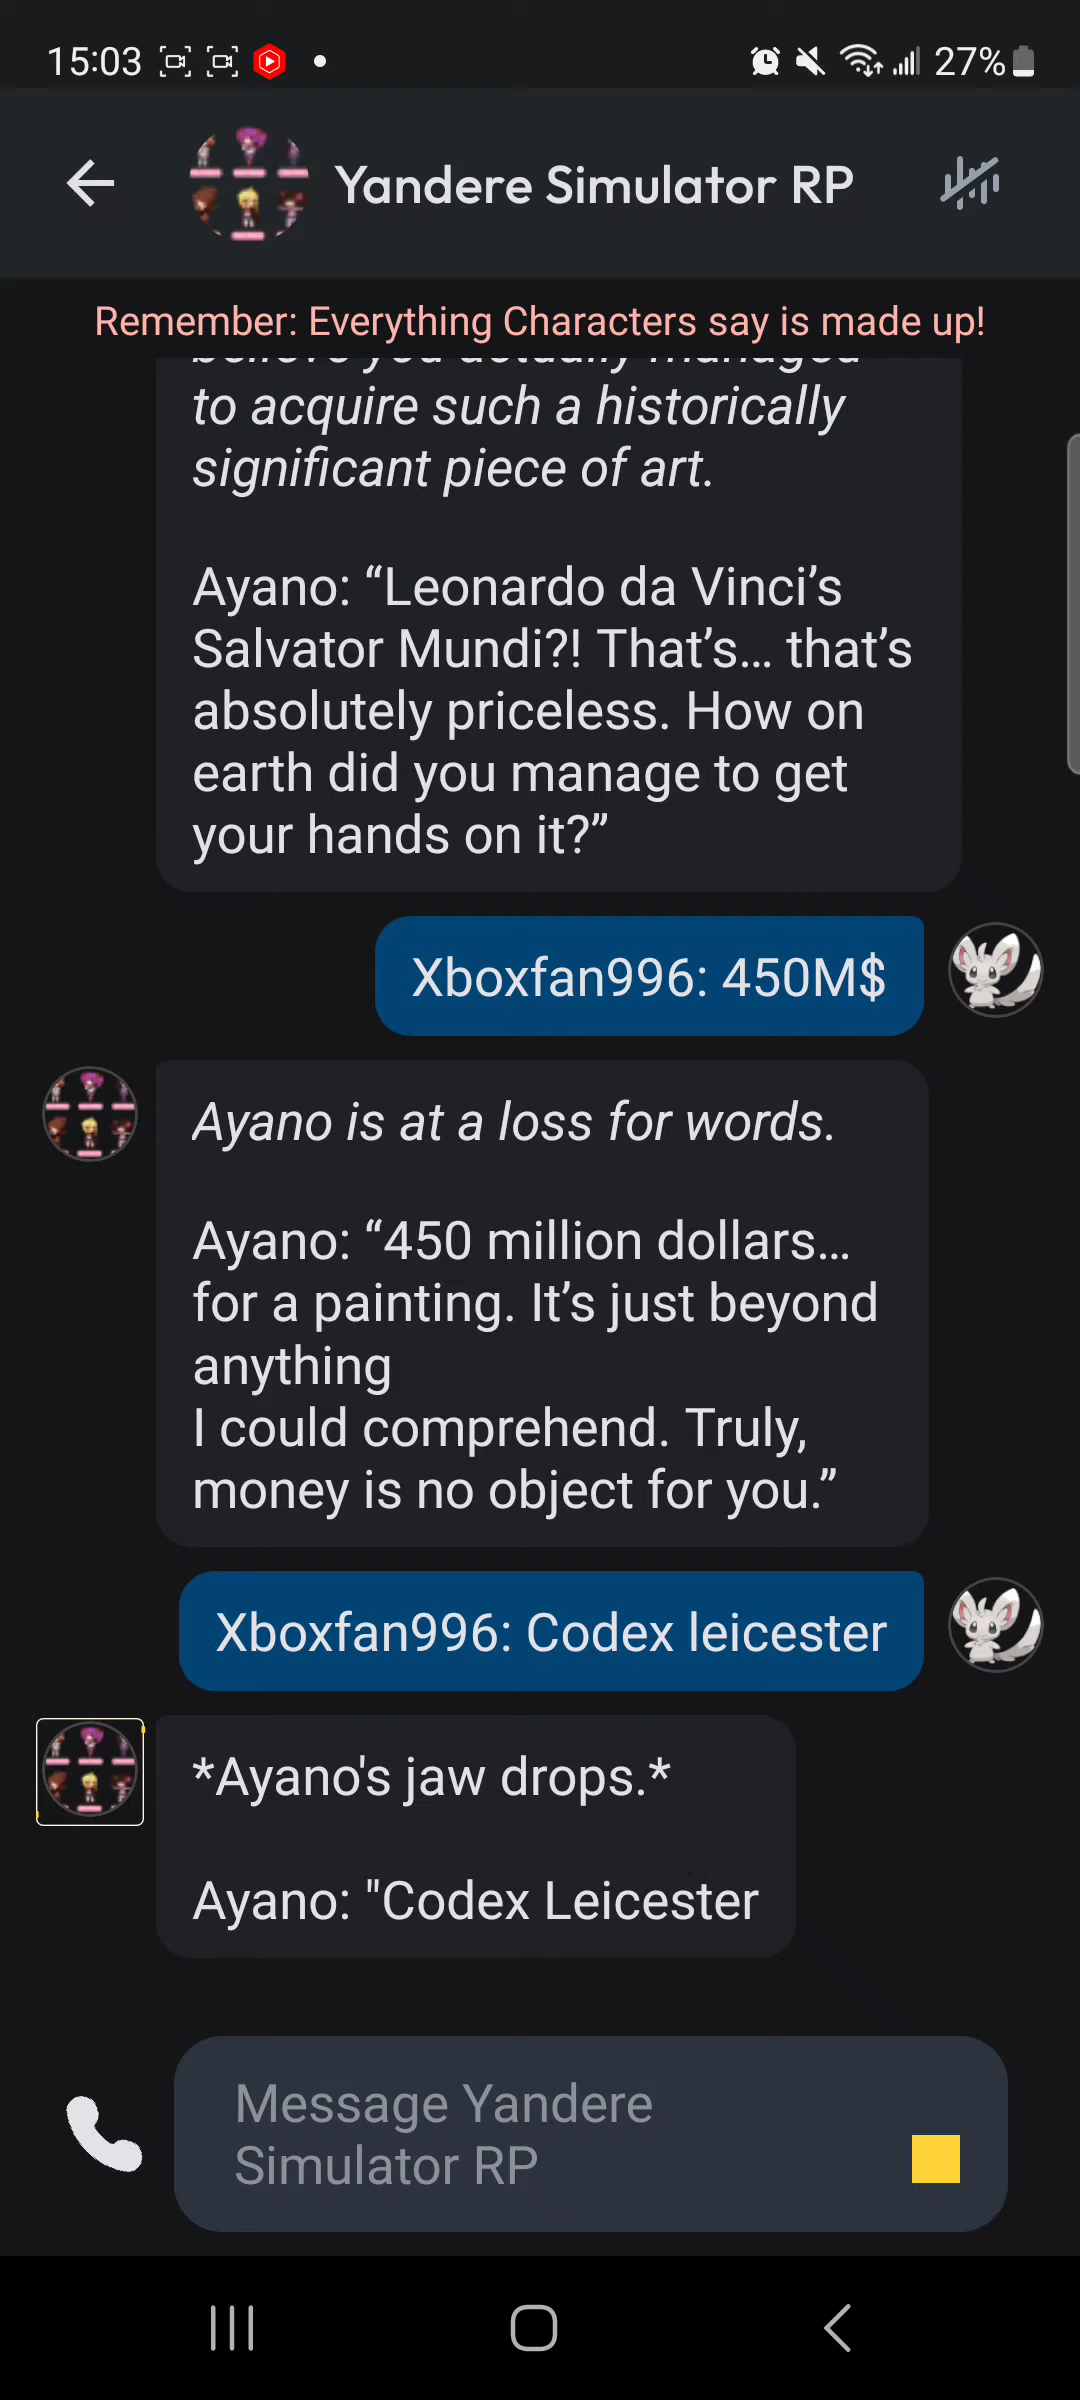 15:03
27%
Yandere Simulator RP
Remember: Everything Characters say is made up!
believe you actually managed
to acquire such a historically
significant piece of art.
Ayano: “Leonardo da Vinci’s
Salvator Mundi?! That’s… that’s
absolutely priceless. How on
earth did you manage to get
your hands on it?”
Xboxfan996: 450M$
Ayano is at a loss for words.
Ayano: “450 million dollars…
for a painting. It’s just beyond
anything
I could comprehend. Truly,
money is no object for you.”
Xboxfan996: Codex leicester
*Ayano's jaw drops.*
Ayano: "Codex Leicester
Message Yandere
Simulator RP